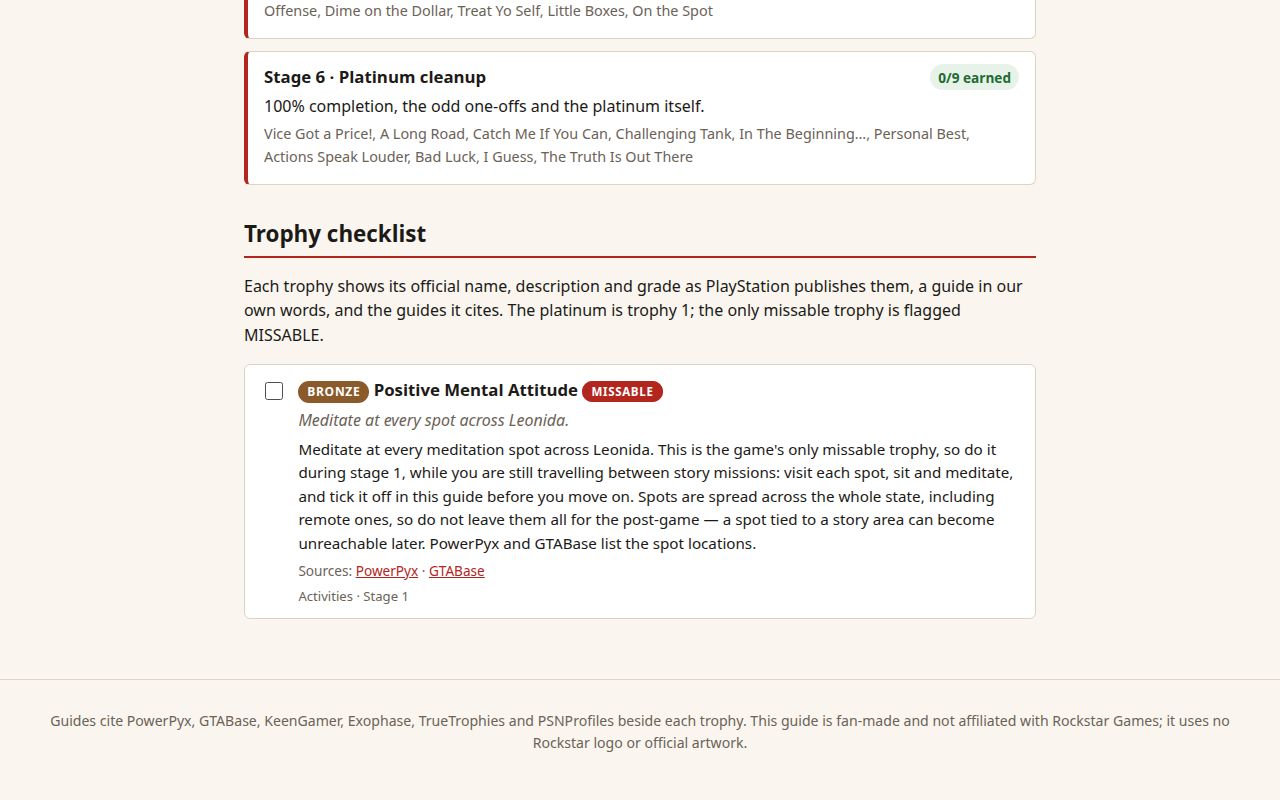 Offense, Dime on the Dollar, Treat Yo Self, Little Boxes, On the Spot
Stage 6 · Platinum cleanup
0/9 earned
100% completion, the odd one-offs and the platinum itself.
Vice Got a Price!, A Long Road, Catch Me If You Can, Challenging Tank, In The Beginning..., Personal Best,
Actions Speak Louder, Bad Luck, I Guess, The Truth Is Out There
Trophy checklist
Each trophy shows its official name, description and grade as PlayStation publishes them, a guide in our
own words, and the guides it cites. The platinum is trophy 1; the only missable trophy is flagged
MISSABLE.
BRONZE Positive Mental Attitude MISSABLE
Meditate at every spot across Leonida.
Meditate at every meditation spot across Leonida. This is the game's only missable trophy, so do it
during stage 1, while you are still travelling between story missions: visit each spot, sit and meditate,
and tick it off in this guide before you move on. Spots are spread across the whole state, including
remote ones, so do not leave them all for the post-game — a spot tied to a story area can become
unreachable later. PowerPyx and GTABase list the spot locations.
Sources: PowerPyx · GTABase
Activities · Stage 1
Guides cite PowerPyx, GTABase, KeenGamer, Exophase, TrueTrophies and PSNProfiles beside each trophy. This guide is fan-made and not affiliated with Rockstar Games; it uses no
Rockstar logo or official artwork.